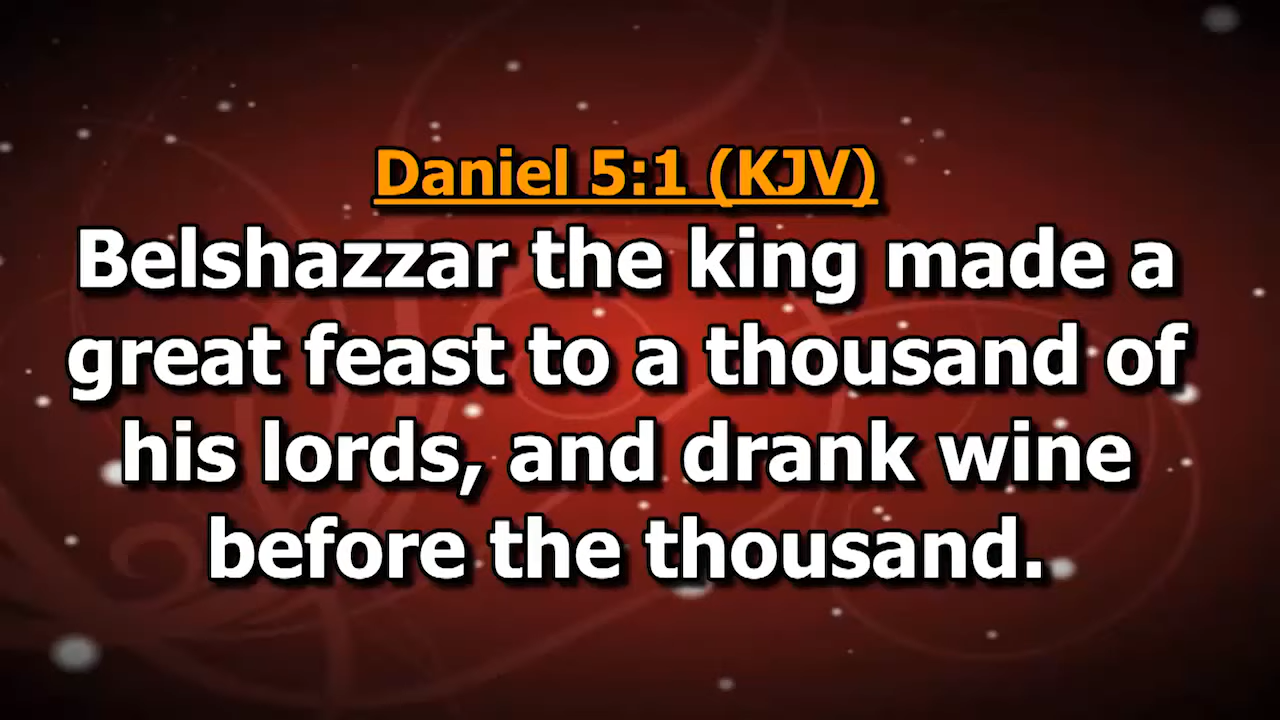 Daniel 5:1 (KJV)
Belshazzar the king made a
great feast to a thousand of
his lords, and drank wine
before the thousand.